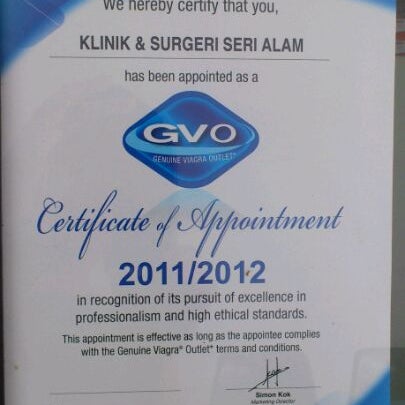 We hereby certify that you,
KLINIK & SURGERI SERI ALAM
has been appointed as a
GVO
GENUINE VIAGRA OUTLET®
Certificate of Appointment
2011/2012
in recognition of its pursuit of excellence in
professionalism and high ethical standards.
This appointment is effective as long as the appointee complies
with the Genuine Viagra® Outlet® terms and conditions.
Simon Kok
Marketing Director